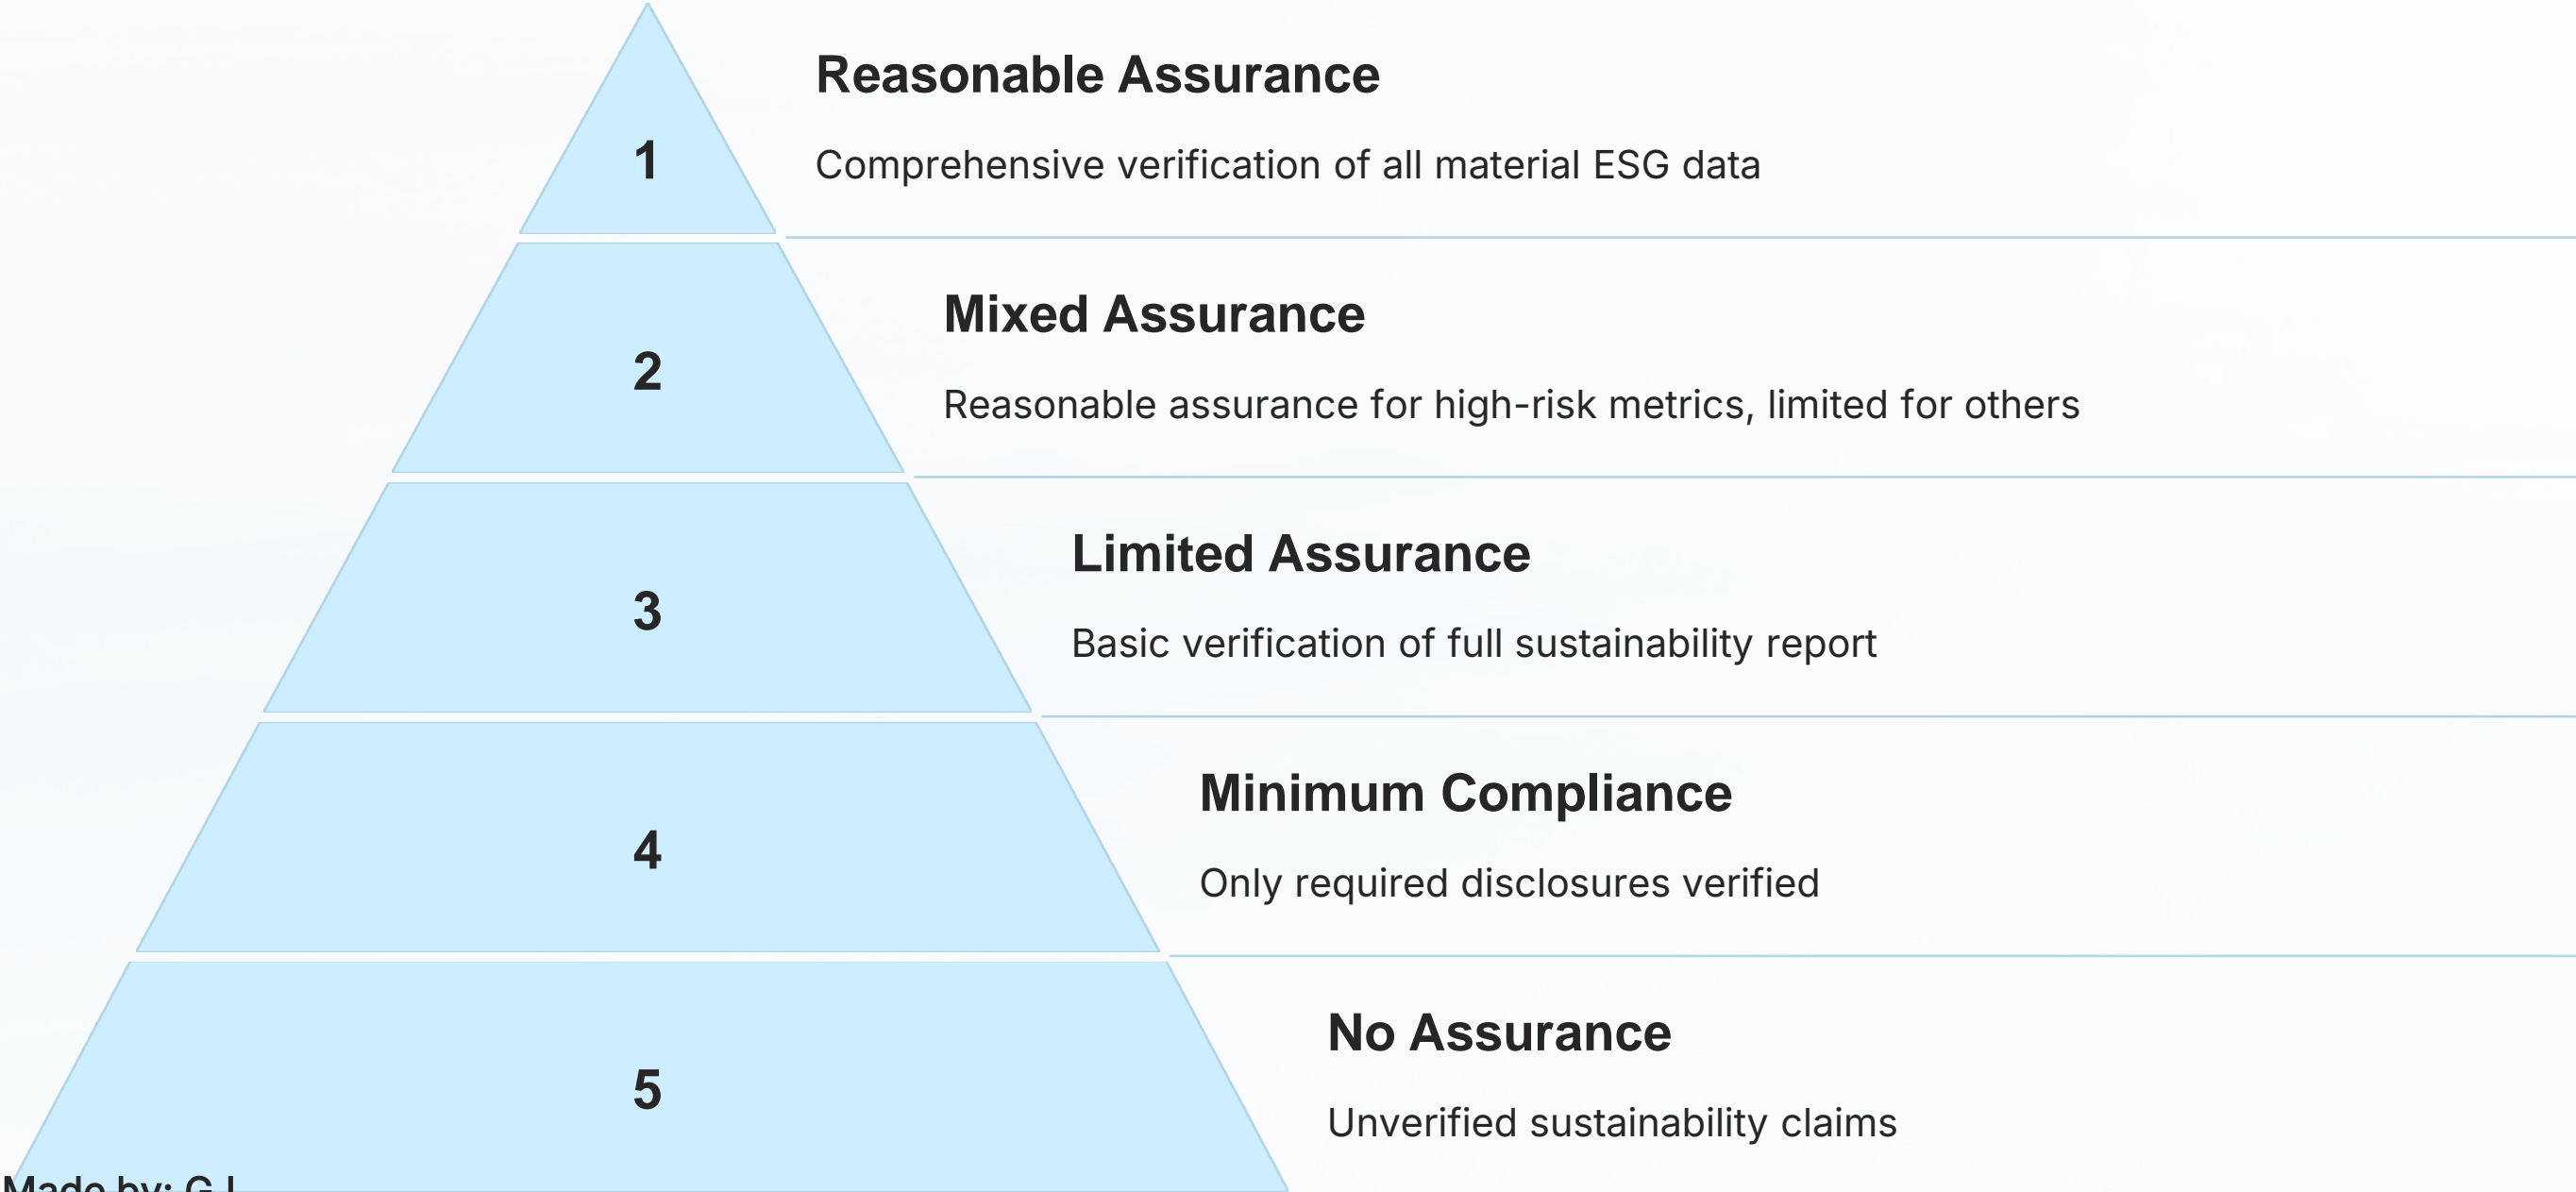 Reasonable Assurance
1
Comprehensive verification of all material ESG data
Mixed Assurance
2
Reasonable assurance for high-risk metrics, limited for others
Limited Assurance
3
Basic verification of full sustainability report
Minimum Compliance
4
Only required disclosures verified
No Assurance
5
Unverified sustainability claims
Made by: